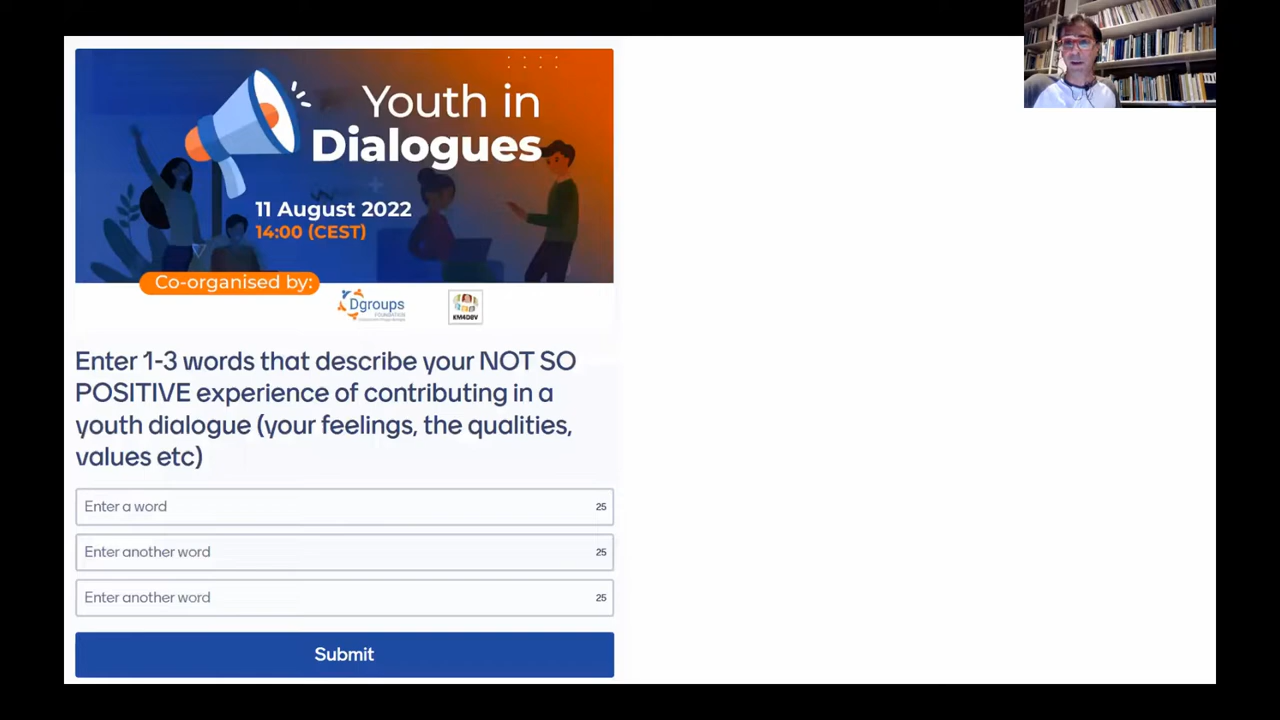 Youth in
Dialogues
11 August 2022
14:00 (CEST)
Co-organised by:
Dgroups
FOUNDATION
KM4DEV
Enter 1-3 words that describe your NOT SO
POSITIVE experience of contributing in a
youth dialogue (your feelings, the qualities,
values etc)
Enter a word
25
Enter another word
25
Enter another word
25
Submit